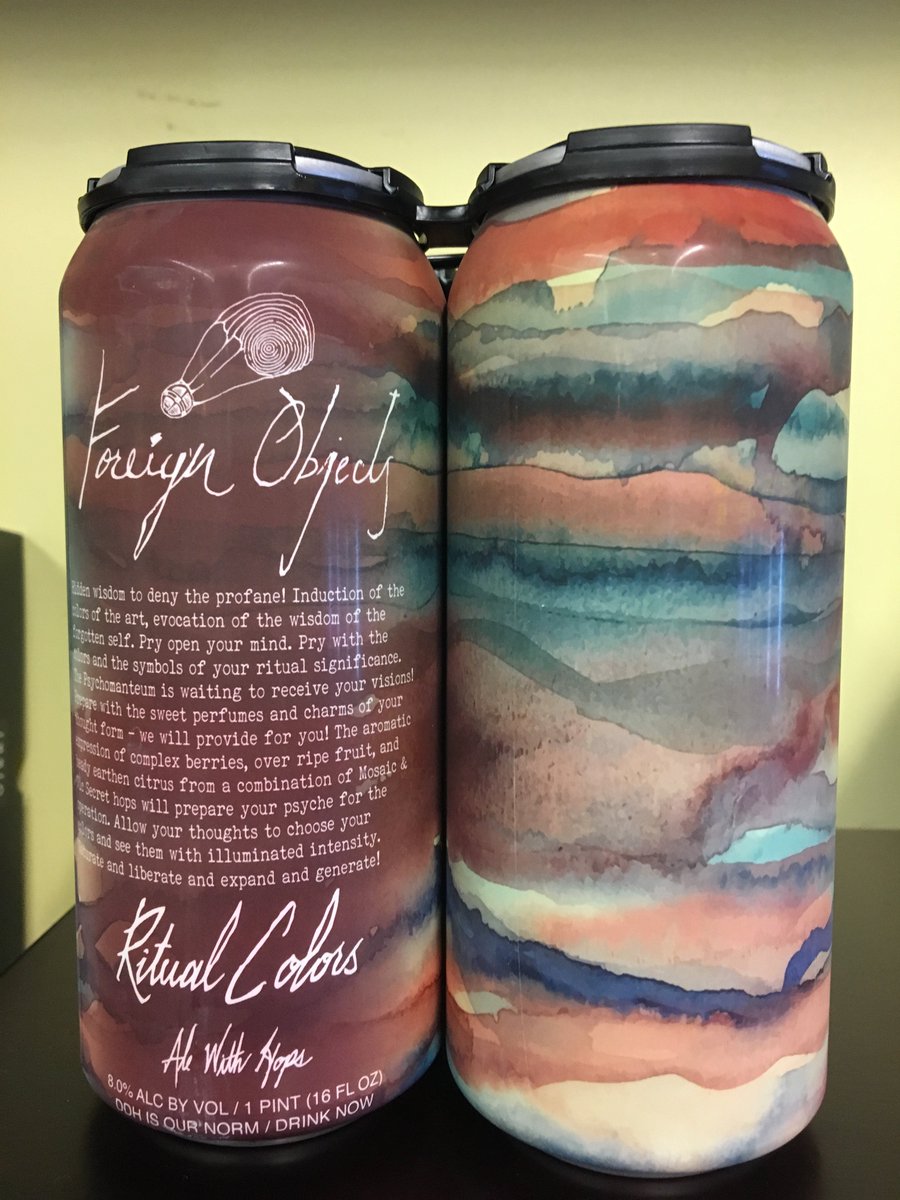 Foreign Objects
hidden wisdom to deny the profane! Induction of the
colors of the art, evocation of the wisdom of the
forgotten self. Pry open your mind. Pry with the
colors and the symbols of your ritual significance.
The Psychomanteum is waiting to receive your visions!
prepare with the sweet perfumes and charms of your
thought form - we will provide for you! The aromatic
expression of complex berries, over ripe fruit, and
earthen citrus from a combination of Mosaic &
Secret hops will prepare your psyche for the
operation. Allow your thoughts to choose your
colors and see them with illuminated intensity.
and liberate and expand and generate!
Ritual Colors
Ale With Hops
8.0% ALC BY VOL / 1 PINT (16 FL OZ)
OOH IS OUR NORM / DRINK NOW